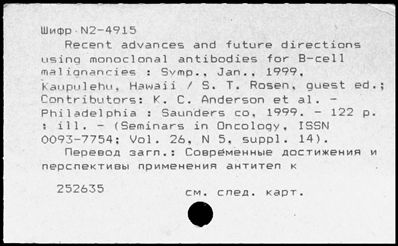 Шифр N2-4915
Recent advances and future directions
using monoclonal antibodies for B-cell
malignancies : Symp., Jan., 1999,
Kaupulehu, Hawaii / S. T. Rosen, guest ed.;
Contributors: K. C. Anderson et al. -
Philadelphia : Saunders co, 1999. - 122 p.
: ill. - (Seminars in Oncology, ISSN
0093-7754; Vol. 26, N 5, suppl. 14).
Перевод загл.: Современные достижения и
перспективы применения антител к
252635 см. след. карт.